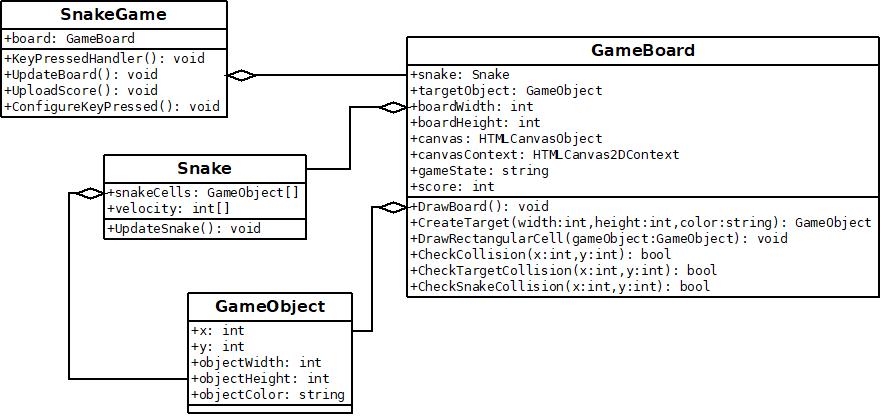 SnakeGame
+board: GameBoard
+KeyPressedHandler(): void
+UpdateBoard(): void
+UploadScore(): void
+ConfigureKeyPressed(): void
GameBoard
+snake: Snake
+targetObject: GameObject
+boardWidth: int
+boardHeight: int
+canvas: HTMLCanvasObject
+canvasContext: HTMLCanvas2DContext
+gameState: string
+score: int
+DrawBoard(): void
+CreateTarget(width:int,height:int,color:string): GameObject
+DrawRectangularCell(gameObject:GameObject): void
+CheckCollision(x:int,y:int): bool
+CheckTargetCollision(x:int,y:int): bool
+CheckSnakeCollision(x:int,y:int): bool
Snake
+snakeCells: GameObject[]
+velocity: int[]
+UpdateSnake(): void
GameObject
+x: int
+y: int
+objectWidth: int
+objectHeight: int
+objectColor: string